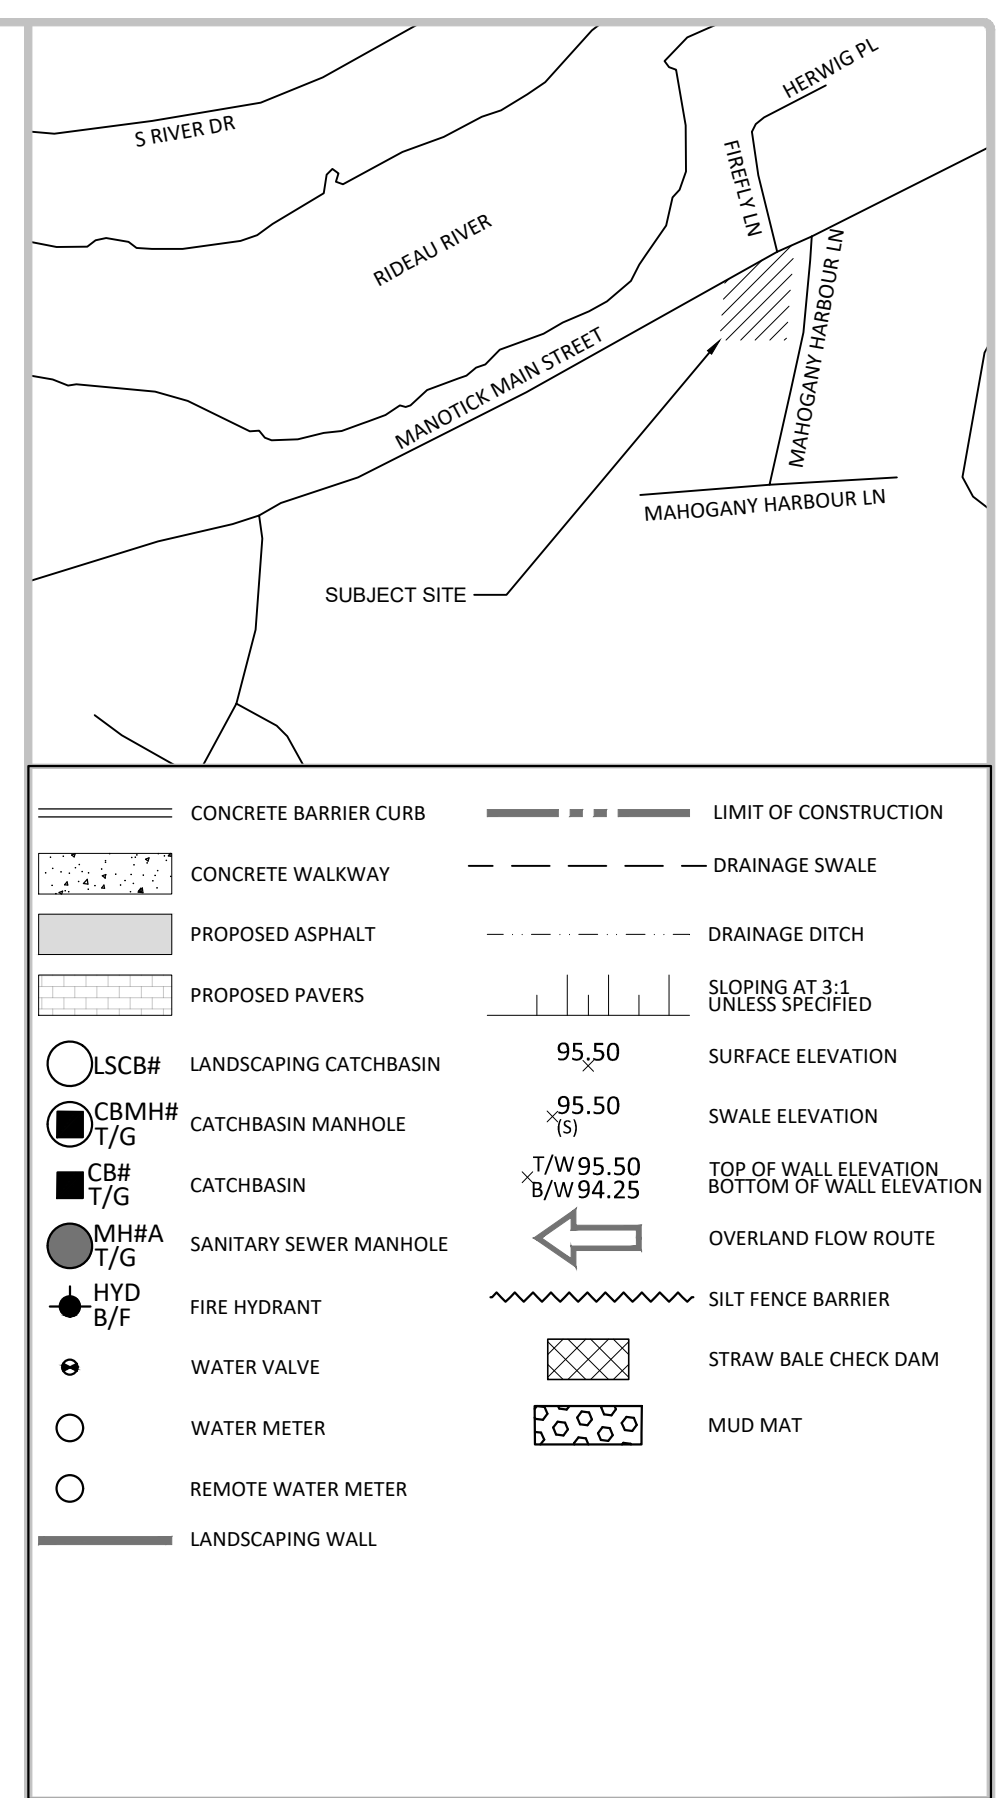 HERWIG PL
S RIVER DR
FIREFLY LN
RIDEAU RIVER
MAHOGANY HARBOUR LN
MANOTICK MAIN STREET
MAHOGANY HARBOUR LN
SUBJECT SITE
CONCRETE BARRIER CURB
CONCRETE WALKWAY
PROPOSED ASPHALT
PROPOSED PAVERS
LSCB# LANDSCAPING CATCHBASIN
CBMH#
T/G
CATCHBASIN MANHOLE
CB#
T/G
CATCHBASIN
MH#A
T/G
SANITARY SEWER MANHOLE
HYD
B/F
FIRE HYDRANT
WATER VALVE
WATER METER
REMOTE WATER METER
LANDSCAPING WALL
LIMIT OF CONSTRUCTION
DRAINAGE SWALE
DRAINAGE DITCH
SLOPING AT 3:1
UNLESS SPECIFIED
95.50
SURFACE ELEVATION
95.50
(S)
SWALE ELEVATION
T/W 95.50
B/W 94.25
TOP OF WALL ELEVATION
BOTTOM OF WALL ELEVATION
OVERLAND FLOW ROUTE
SILT FENCE BARRIER
STRAW BALE CHECK DAM
MUD MAT